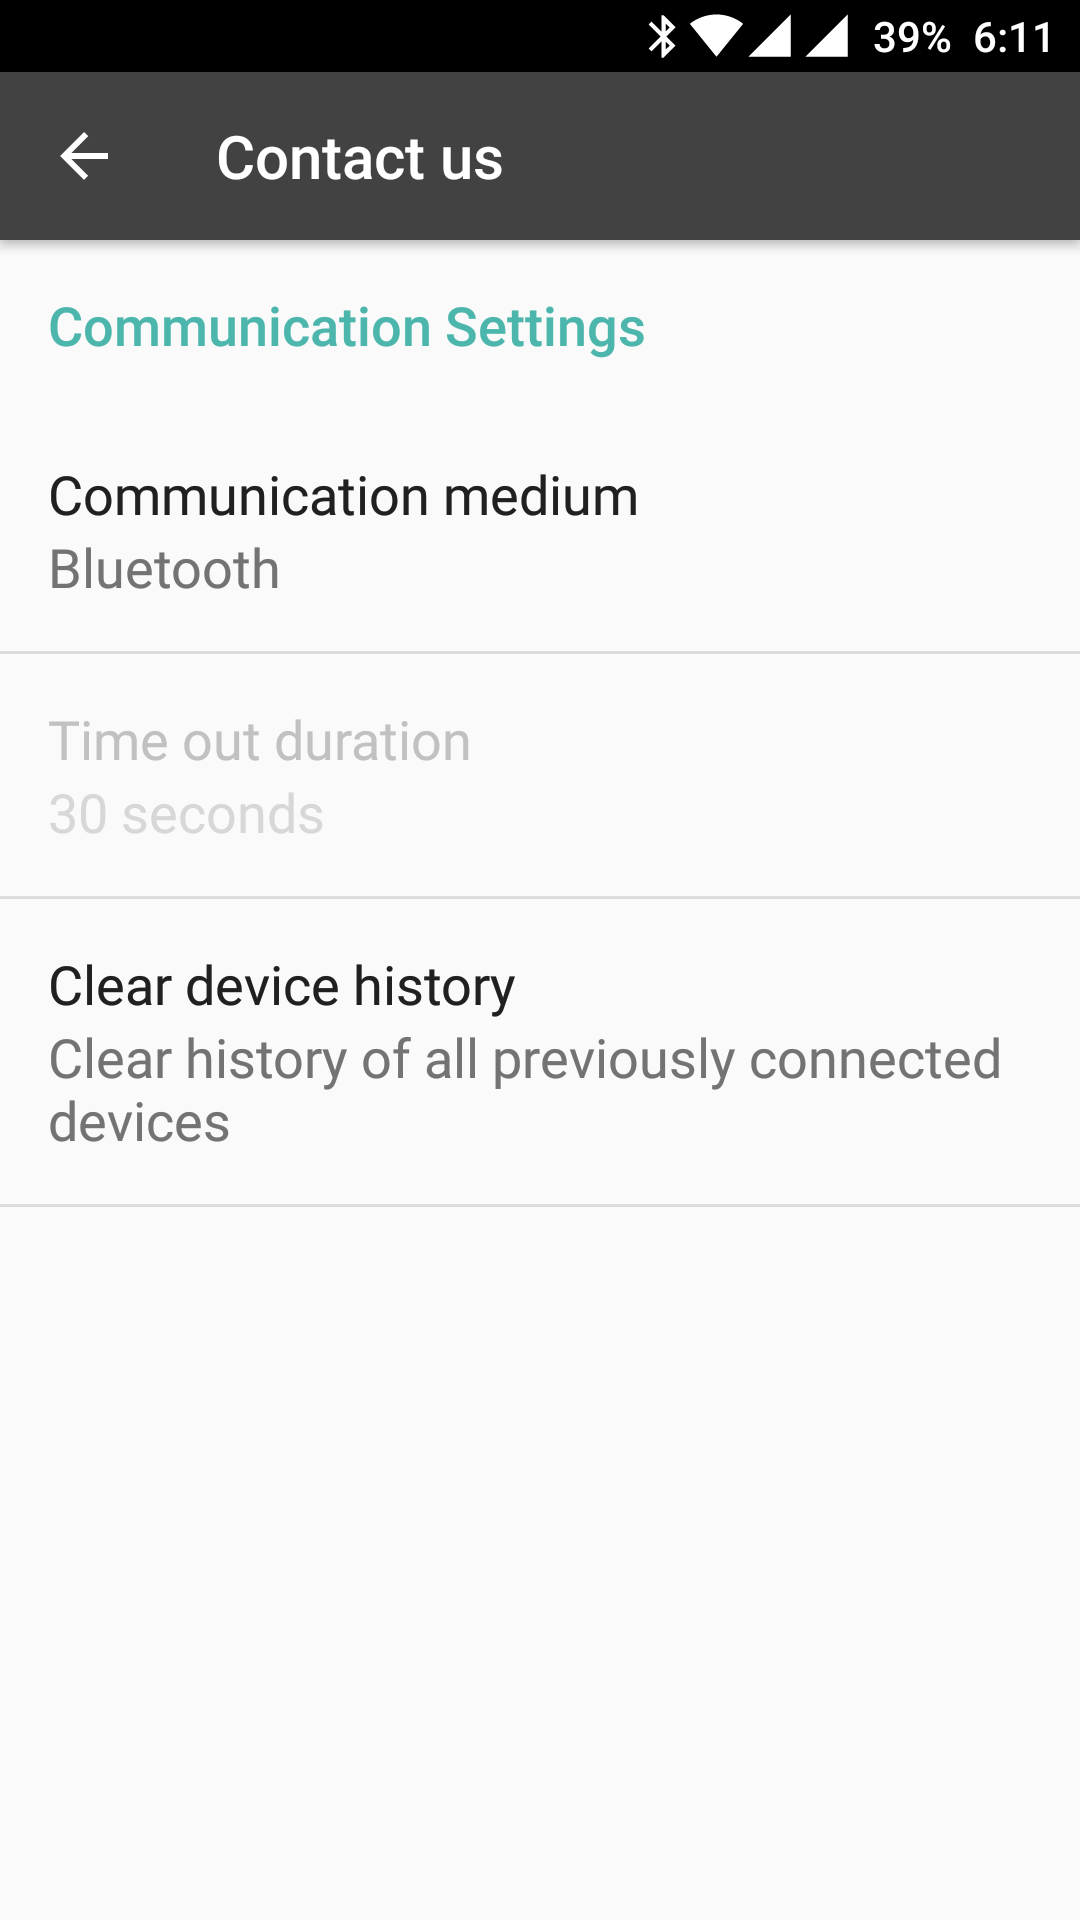 39% 6:11
Contact us
Communication Settings
Communication medium
Bluetooth
Time out duration
30 seconds
Clear device history
Clear history of all previously connected
devices